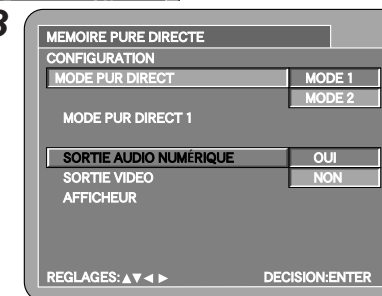 3
MEMOIRE PURE DIRECTE
CONFIGURATION
MODE PUR DIRECT MODE 1
MODE 2
MODE PUR DIRECT 1
SORTIE AUDIO NUMÉRIQUE OUI
SORTIE VIDEO NON
AFFICHEUR
REGLAGES:▲▼◄ ► DECISION:ENTER